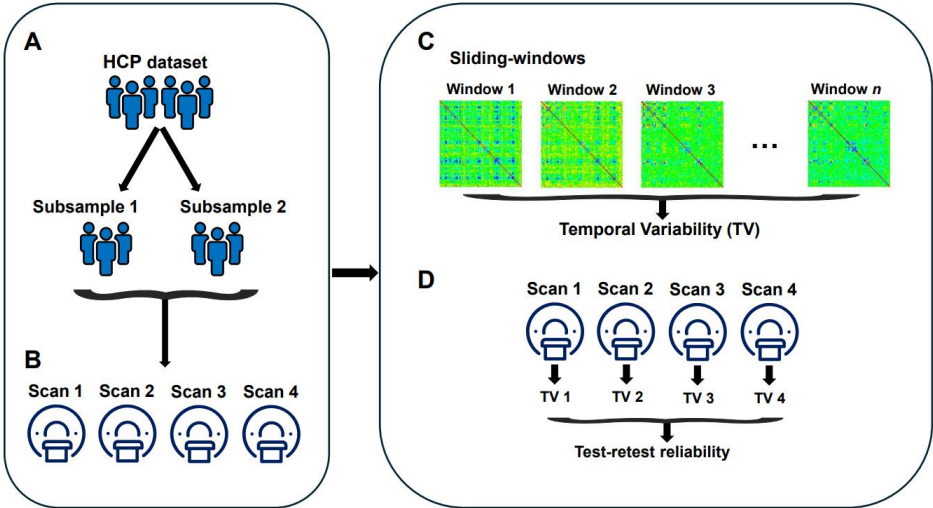 A
HCP dataset
Subsample 1 Subsample 2
B
Scan 1 Scan 2 Scan 3 Scan 4
C
Sliding-windows
Window 1 Window 2 Window 3 Window n
...
Temporal Variability (TV)
D
Scan 1 Scan 2 Scan 3 Scan 4
TV 1 TV 2 TV 3 TV 4
Test-retest reliability